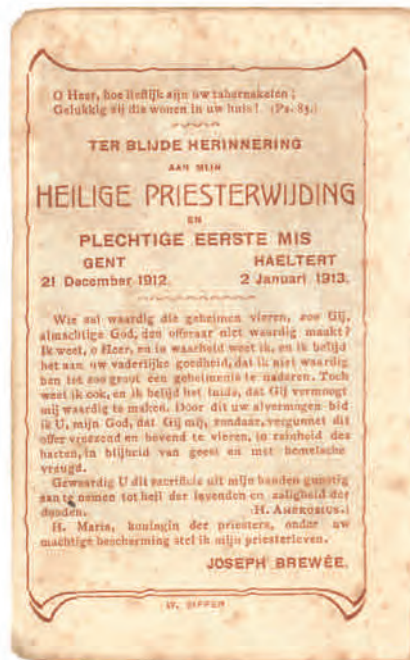 O Heer, hoe lieflijk zijn uw tabernakelen ;
Gelukkig zij die wonen in uw huis ! (Ps. 83.)
TER BLIJDE HERINNERING
AAN MIJN
HEILIGE PRIESTERWIJDING
EN
PLECHTIGE EERSTE MIS
GENT HAELTERT
21 December 1912. 2 Januari 1913.
Wie zal waardig die geheimen vieren, zoo Gij,
almachtige God, den offeraar niet waardig maakt?
Ik weet, o Heer, en in waarheid weet ik, en ik belijd
het aan uw vaderlijke goedheid, dat ik niet waardig
ben tot zoo groot een geheimenis te naderen. Toch
weet ik ook, en ik belijd het luide, dat Gij vermoogt
mij waardig te maken. Door dit uw alvermogen bid
ik U, mijn God, dat Gij mij, zondaar, vergunnet dit
offer vreezend en bevend te vieren, in reinheid des
harten, in blijheid van geest en met hemelsche
vreugd.
Gewaardig U dit sacrificie uit mijn handen gunstig
aan te nemen tot heil der levenden en zaligheid der
dooden. H. AMBROSIUS.
H. Maria, koningin der priesters, onder uw
machtige bescherming stel ik mijn priesterleven.
JOSEPH BREWÉE.
SIFFER